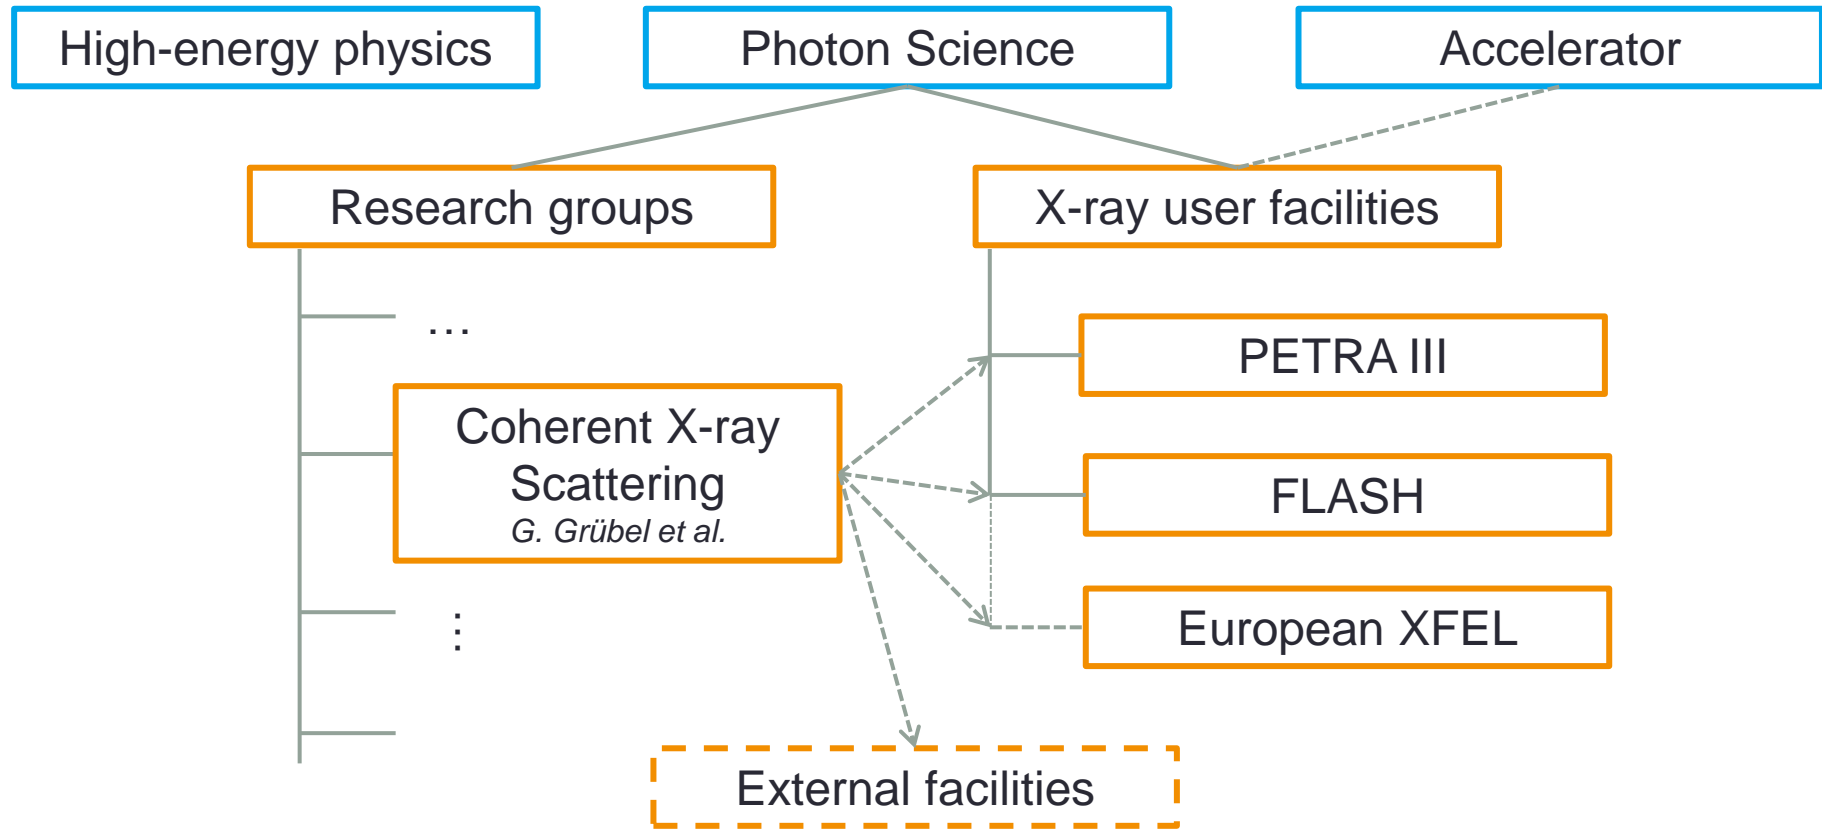 High-energy physics
Photon Science
Accelerator
Research groups
X-ray user facilities
...
PETRA III
Coherent X-ray
Scattering
G. Grübel et al.
FLASH
⋮
European XFEL
External facilities